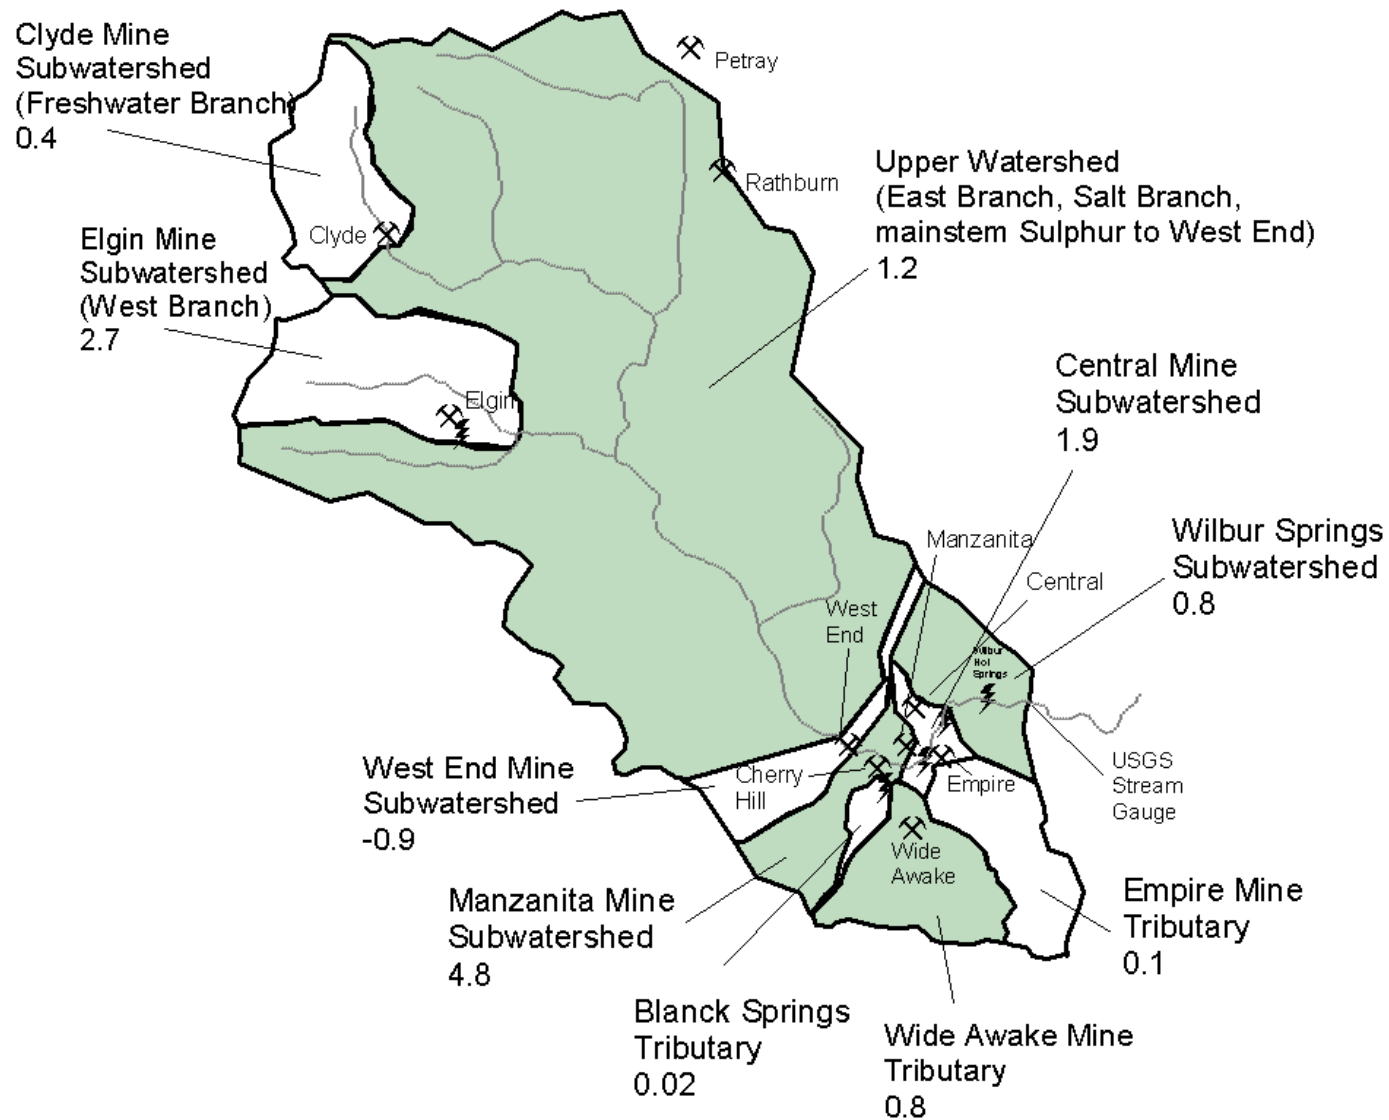 Clyde Mine
Subwatershed
(Freshwater Branch)
0.4
Petray
Rathburn
Upper Watershed
(East Branch, Salt Branch,
mainstem Sulphur to West End)
1.2
Clyde
Elgin Mine
Subwatershed
(West Branch)
2.7
Elgin
Central Mine
Subwatershed
1.9
Manzanita
Central
Wilbur Springs
Subwatershed
0.8
West
End
Wilbur
Hot
Springs
USGS
Stream
Gauge
West End Mine
Subwatershed
-0.9
Cherry
Hill
Empire
Wide
Awake
Manzanita Mine
Subwatershed
4.8
Empire Mine
Tributary
0.1
Blanck Springs
Tributary
0.02
Wide Awake Mine
Tributary
0.8